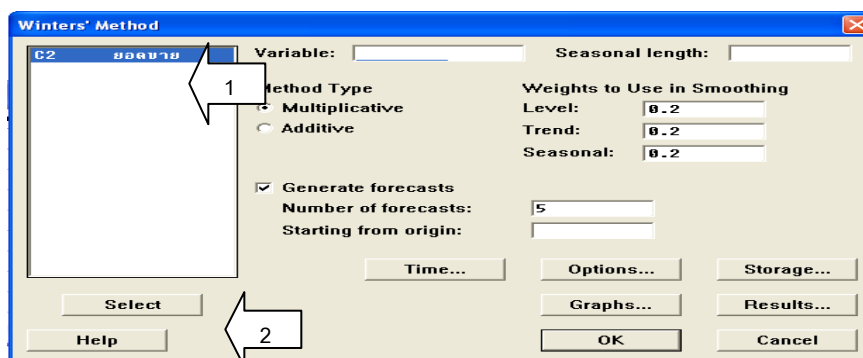 Winters' Method
C2 ยอดขาย
1
Variable:
Seasonal length:
Method Type
Multiplicative
Additive
Weights to Use in Smoothing
Level: 0.2
Trend: 0.2
Seasonal: 0.2
Generate forecasts
Number of forecasts: 5
Starting from origin:
Time...
Options...
Storage...
Select
Graphs...
Results...
Help
2
OK
Cancel